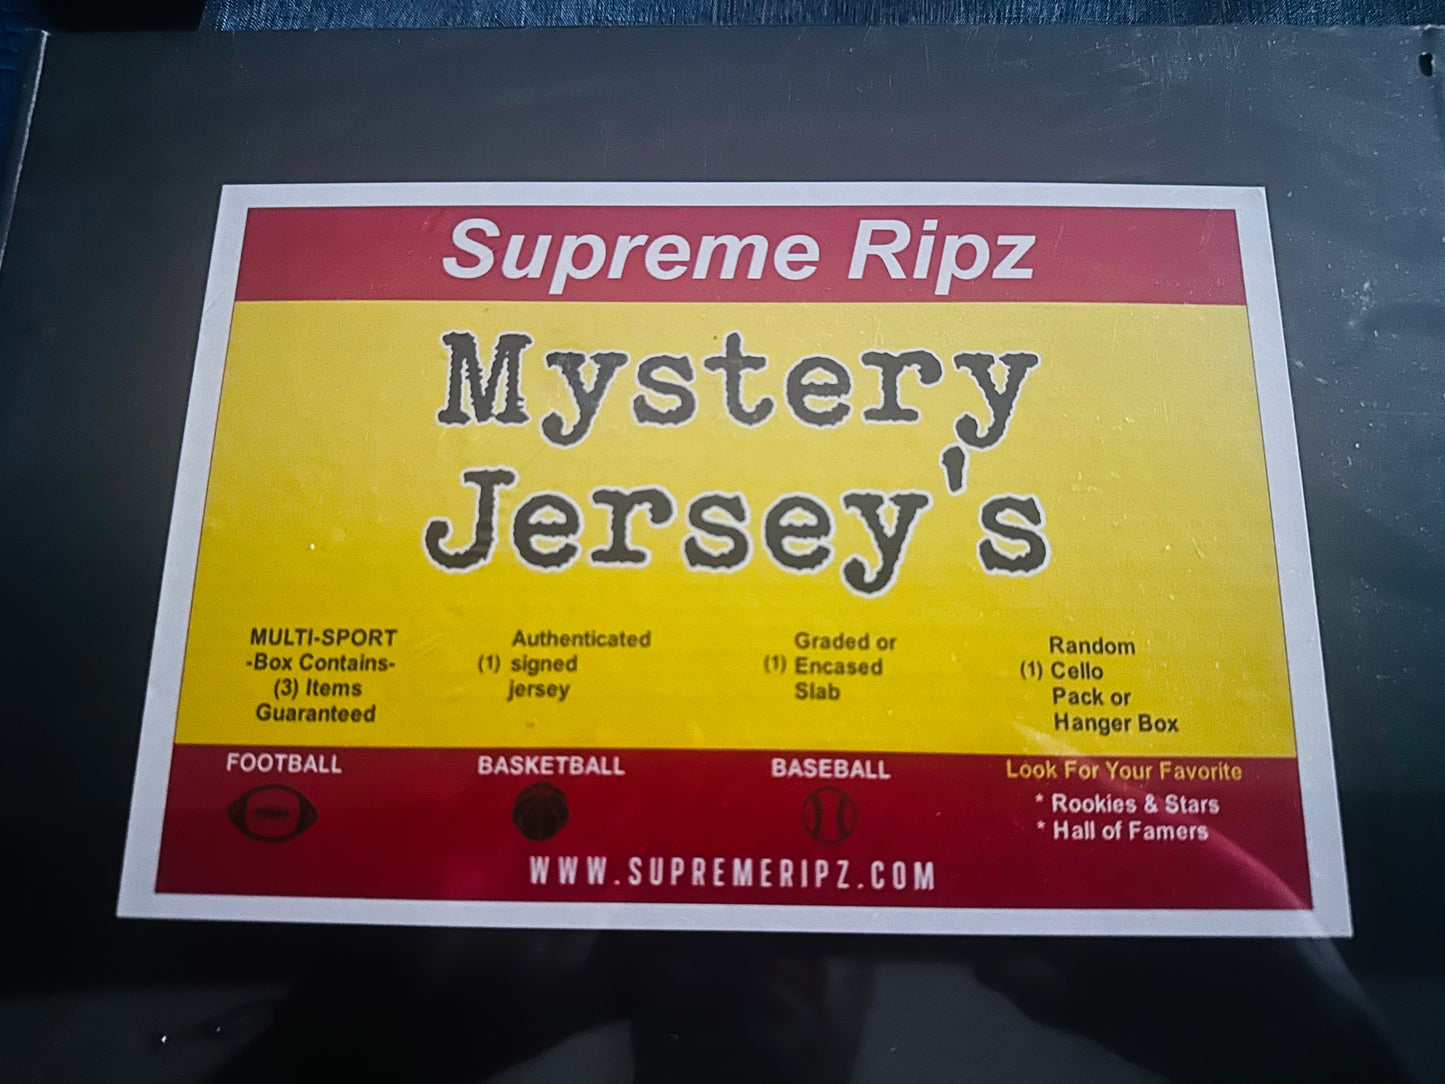 Supreme Ripz
Mystery
Jersey's
MULTI-SPORT
-Box Contains-
(3) Items
Guaranteed
Authenticated
(1) signed
jersey
Graded or
(1) Encased
Slab
Random
(1) Cello
Pack or
Hanger Box
FOOTBALL
BASKETBALL
BASEBALL
Look For Your Favorite
* Rookies & Stars
* Hall of Famers
WWW.SUPREMERIPZ.COM